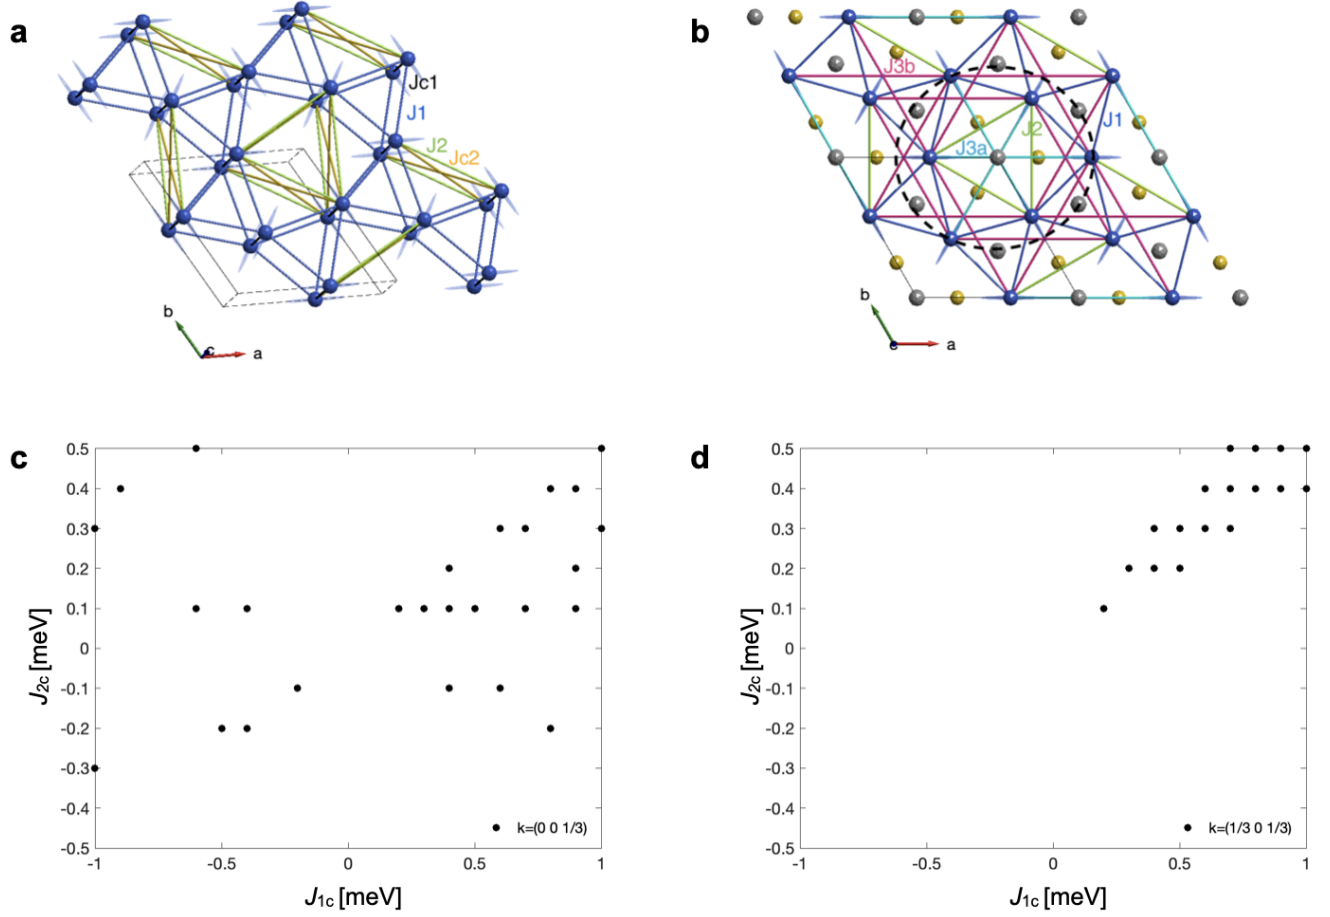 a
Jc1
J1
J2
Jc2
b
c
a
b
J3b
J1
J2
J3a
b
c
a
c
0.5
0.4
0.3
0.2
0.1
0
-0.1
-0.2
-0.3
-0.4
-0.5
J2c [meV]
k=(0 0 1/3)
-1
-0.5
0
0.5
1
J1c [meV]
d
0.5
0.4
0.3
0.2
0.1
0
-0.1
-0.2
-0.3
-0.4
-0.5
J2c [meV]
k=(1/3 0 1/3)
-1
-0.5
0
0.5
1
J1c [meV]